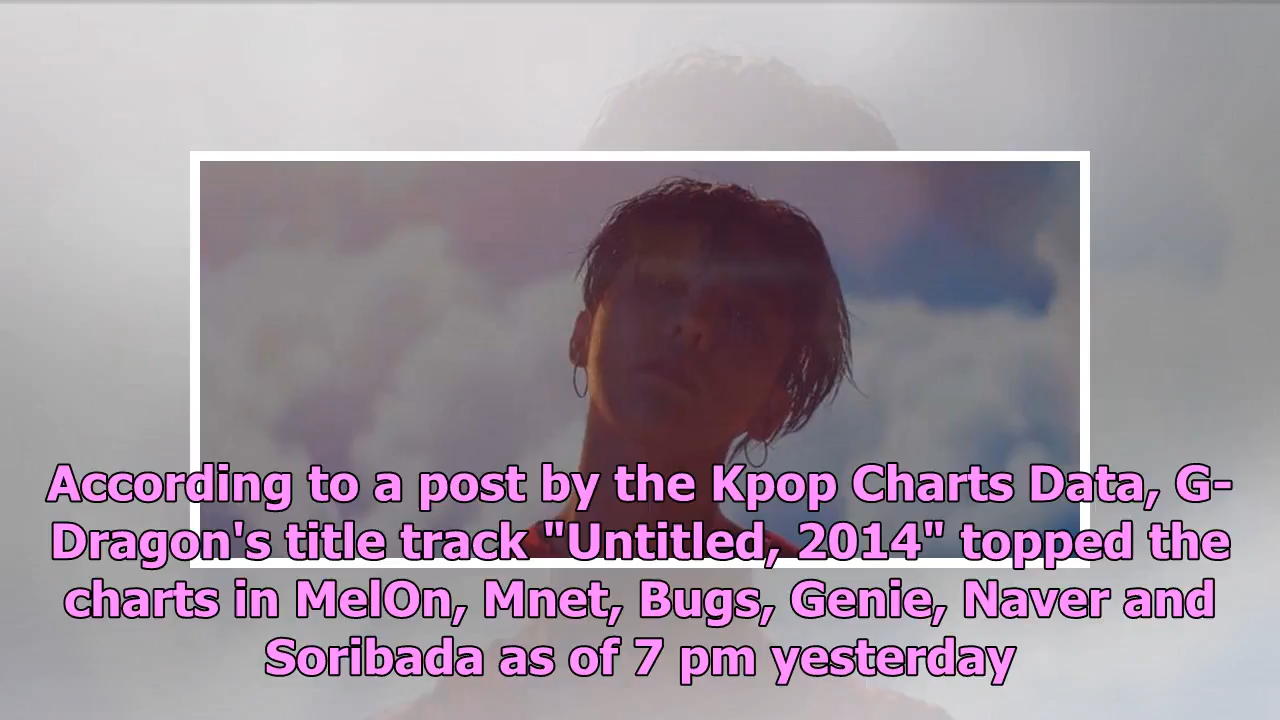 According to a post by the Kpop Charts Data, G-
Dragon's title track "Untitled, 2014" topped the
charts in MelOn, Mnet, Bugs, Genie, Naver and
Soribada as of 7 pm yesterday